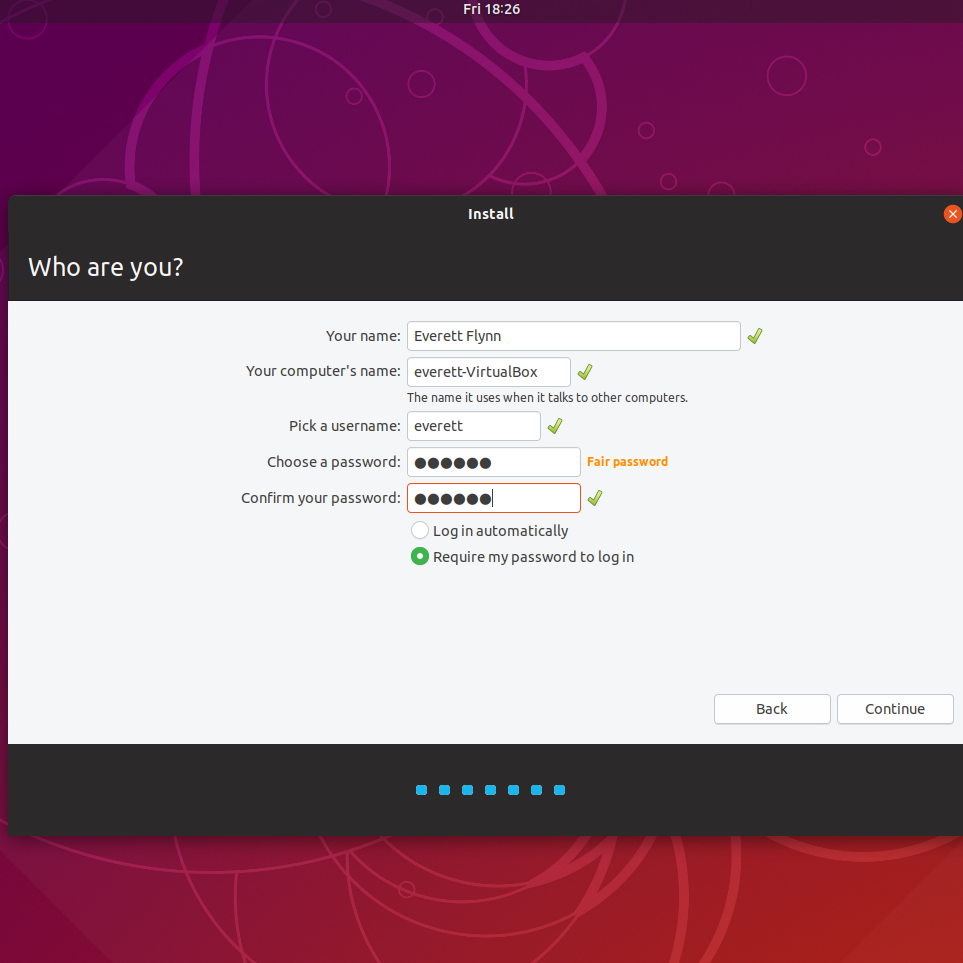 Fri 18:26
Install
Who are you?
Your name: Everett Flynn
Your computer's name: everett-VirtualBox
The name it uses when it talks to other computers.
Pick a username: everett
Choose a password: ●●●●●● Fair password
Confirm your password: ●●●●●●
Log in automatically
Require my password to log in
Back Continue